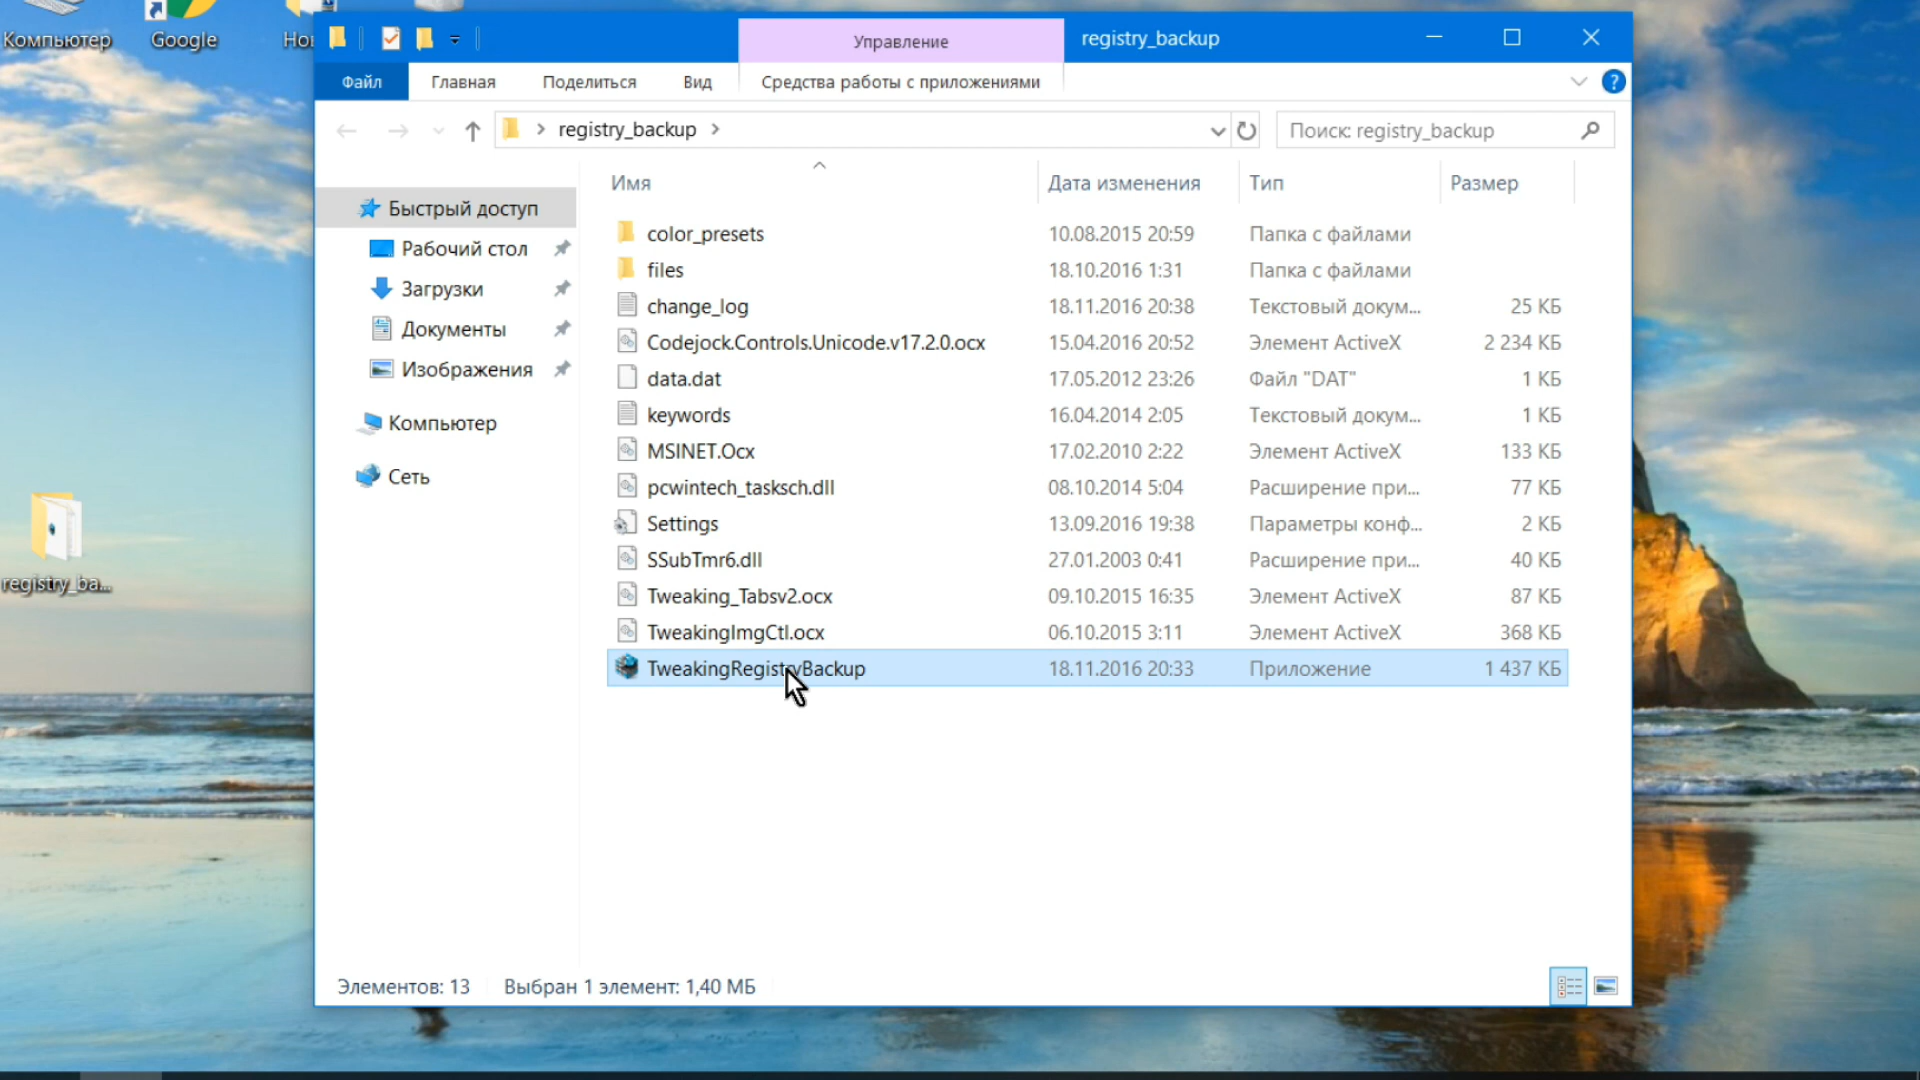 Компьютер
Google
Управление
registry_backup
Файл
Главная
Поделиться
Вид
Средства работы с приложениями
?
registry_backup
Поиск: registry_backup
Имя
Дата изменения
Тип
Размер
Быстрый доступ
Рабочий стол
Загрузки
Документы
Изображения
Компьютер
Сеть
color_presets 10.08.2015 20:59 Папка с файлами
files 18.10.2016 1:31 Папка с файлами
change_log 18.11.2016 20:38 Текстовый докум... 25 КБ
Codejock.Controls.Unicode.v17.2.0.ocx 15.04.2016 20:52 Элемент ActiveX 2 234 КБ
data.dat 17.05.2012 23:26 Файл "DAT" 1 КБ
keywords 16.04.2014 2:05 Текстовый докум... 1 КБ
MSINET.Ocx 17.02.2010 2:22 Элемент ActiveX 133 КБ
pcwintech_tasksch.dll 08.10.2014 5:04 Расширение при... 77 КБ
Settings 13.09.2016 19:38 Параметры конф... 2 КБ
SSubTmr6.dll 27.01.2003 0:41 Расширение при... 40 КБ
Tweaking_Tabsv2.ocx 09.10.2015 16:35 Элемент ActiveX 87 КБ
TweakingImgCtl.ocx 06.10.2015 3:11 Элемент ActiveX 368 КБ
TweakingRegistryBackup 18.11.2016 20:33 Приложение 1 437 КБ
registry_ba...
Элементов: 13
Выбран 1 элемент: 1,40 МБ